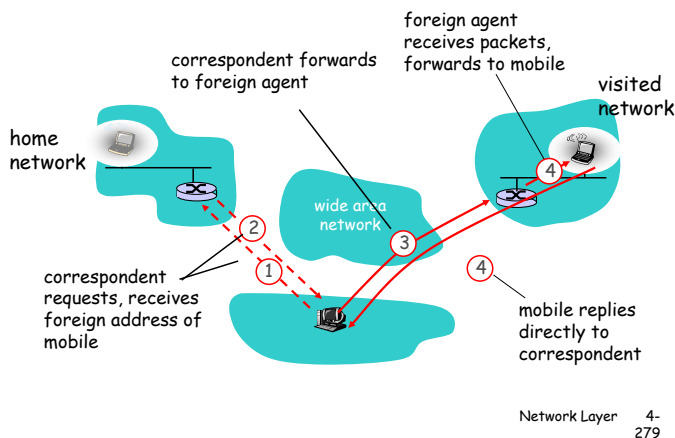 foreign agent
receives packets,
forwards to mobile
correspondent forwards
to foreign agent
visited
network
home
network
wide area
network
4
2
3
1
4
correspondent
requests, receives
foreign address of
mobile
mobile replies
directly to
correspondent
Network Layer 4-
279